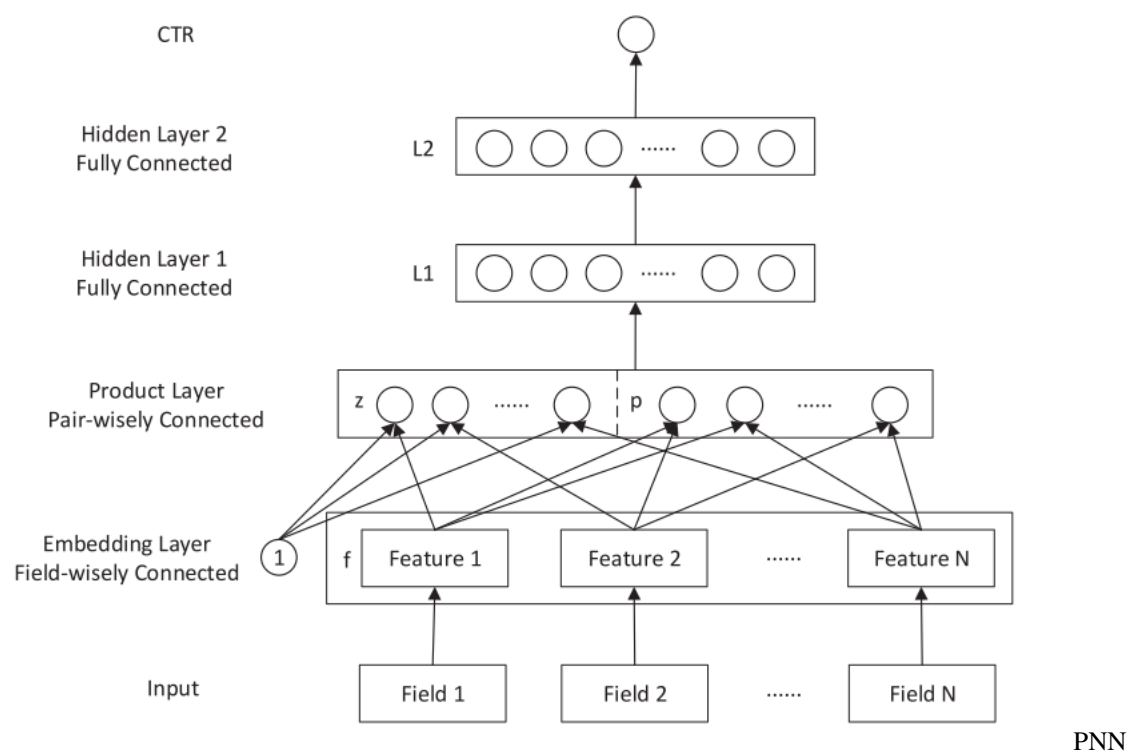 CTR
Hidden Layer 2
Fully Connected
L2
......
Hidden Layer 1
Fully Connected
L1
......
Product Layer
Pair-wisely Connected
z
......
p
......
Embedding Layer
Field-wisely Connected
1
f
Feature 1
Feature 2
......
Feature N
Input
Field 1
Field 2
......
Field N
PNN